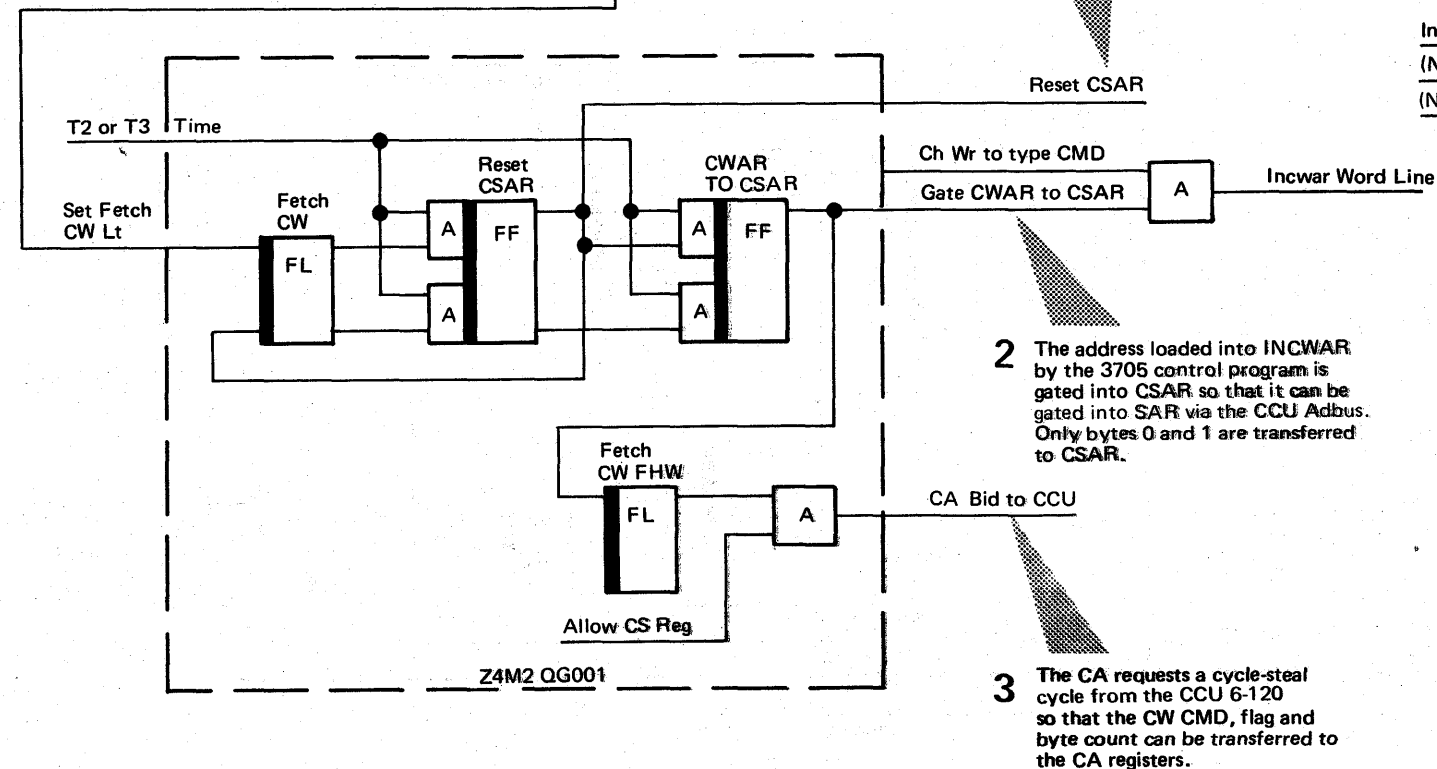 In
(N
(N
Reset CSAR
T2 or T3 Time
Ch Wr to type CMD
Reset
CSAR
CWAR
TO CSAR
Gate CWAR to CSAR
A
Incwar Word Line
Set Fetch
CW Lt
Fetch
CW
FL
A
FF
A
FF
A
A
2 The address loaded into INCWAR
by the 3705 control program is
gated into CSAR so that it can be
gated into SAR via the CCU Adbus.
Only bytes 0 and 1 are transferred
to CSAR.
Fetch
CW FHW
FL
A
CA Bid to CCU
Allow CS Reg
Z4M2 QG001
3 The CA requests a cycle-steal
cycle from the CCU 6-120
so that the CW CMD, flag and
byte count can be transferred to
the CA registers.